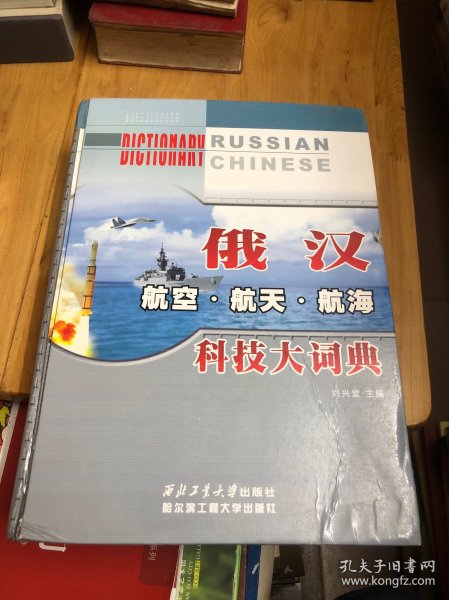 DICTIONARY RUSSIAN
CHINESE
俄汉
航空·航天·航海
科技大词典
刘兴堂 主编
西北工业大学出版社
哈尔滨工程大学出版社
孔夫子旧书网
www.kongfz.com